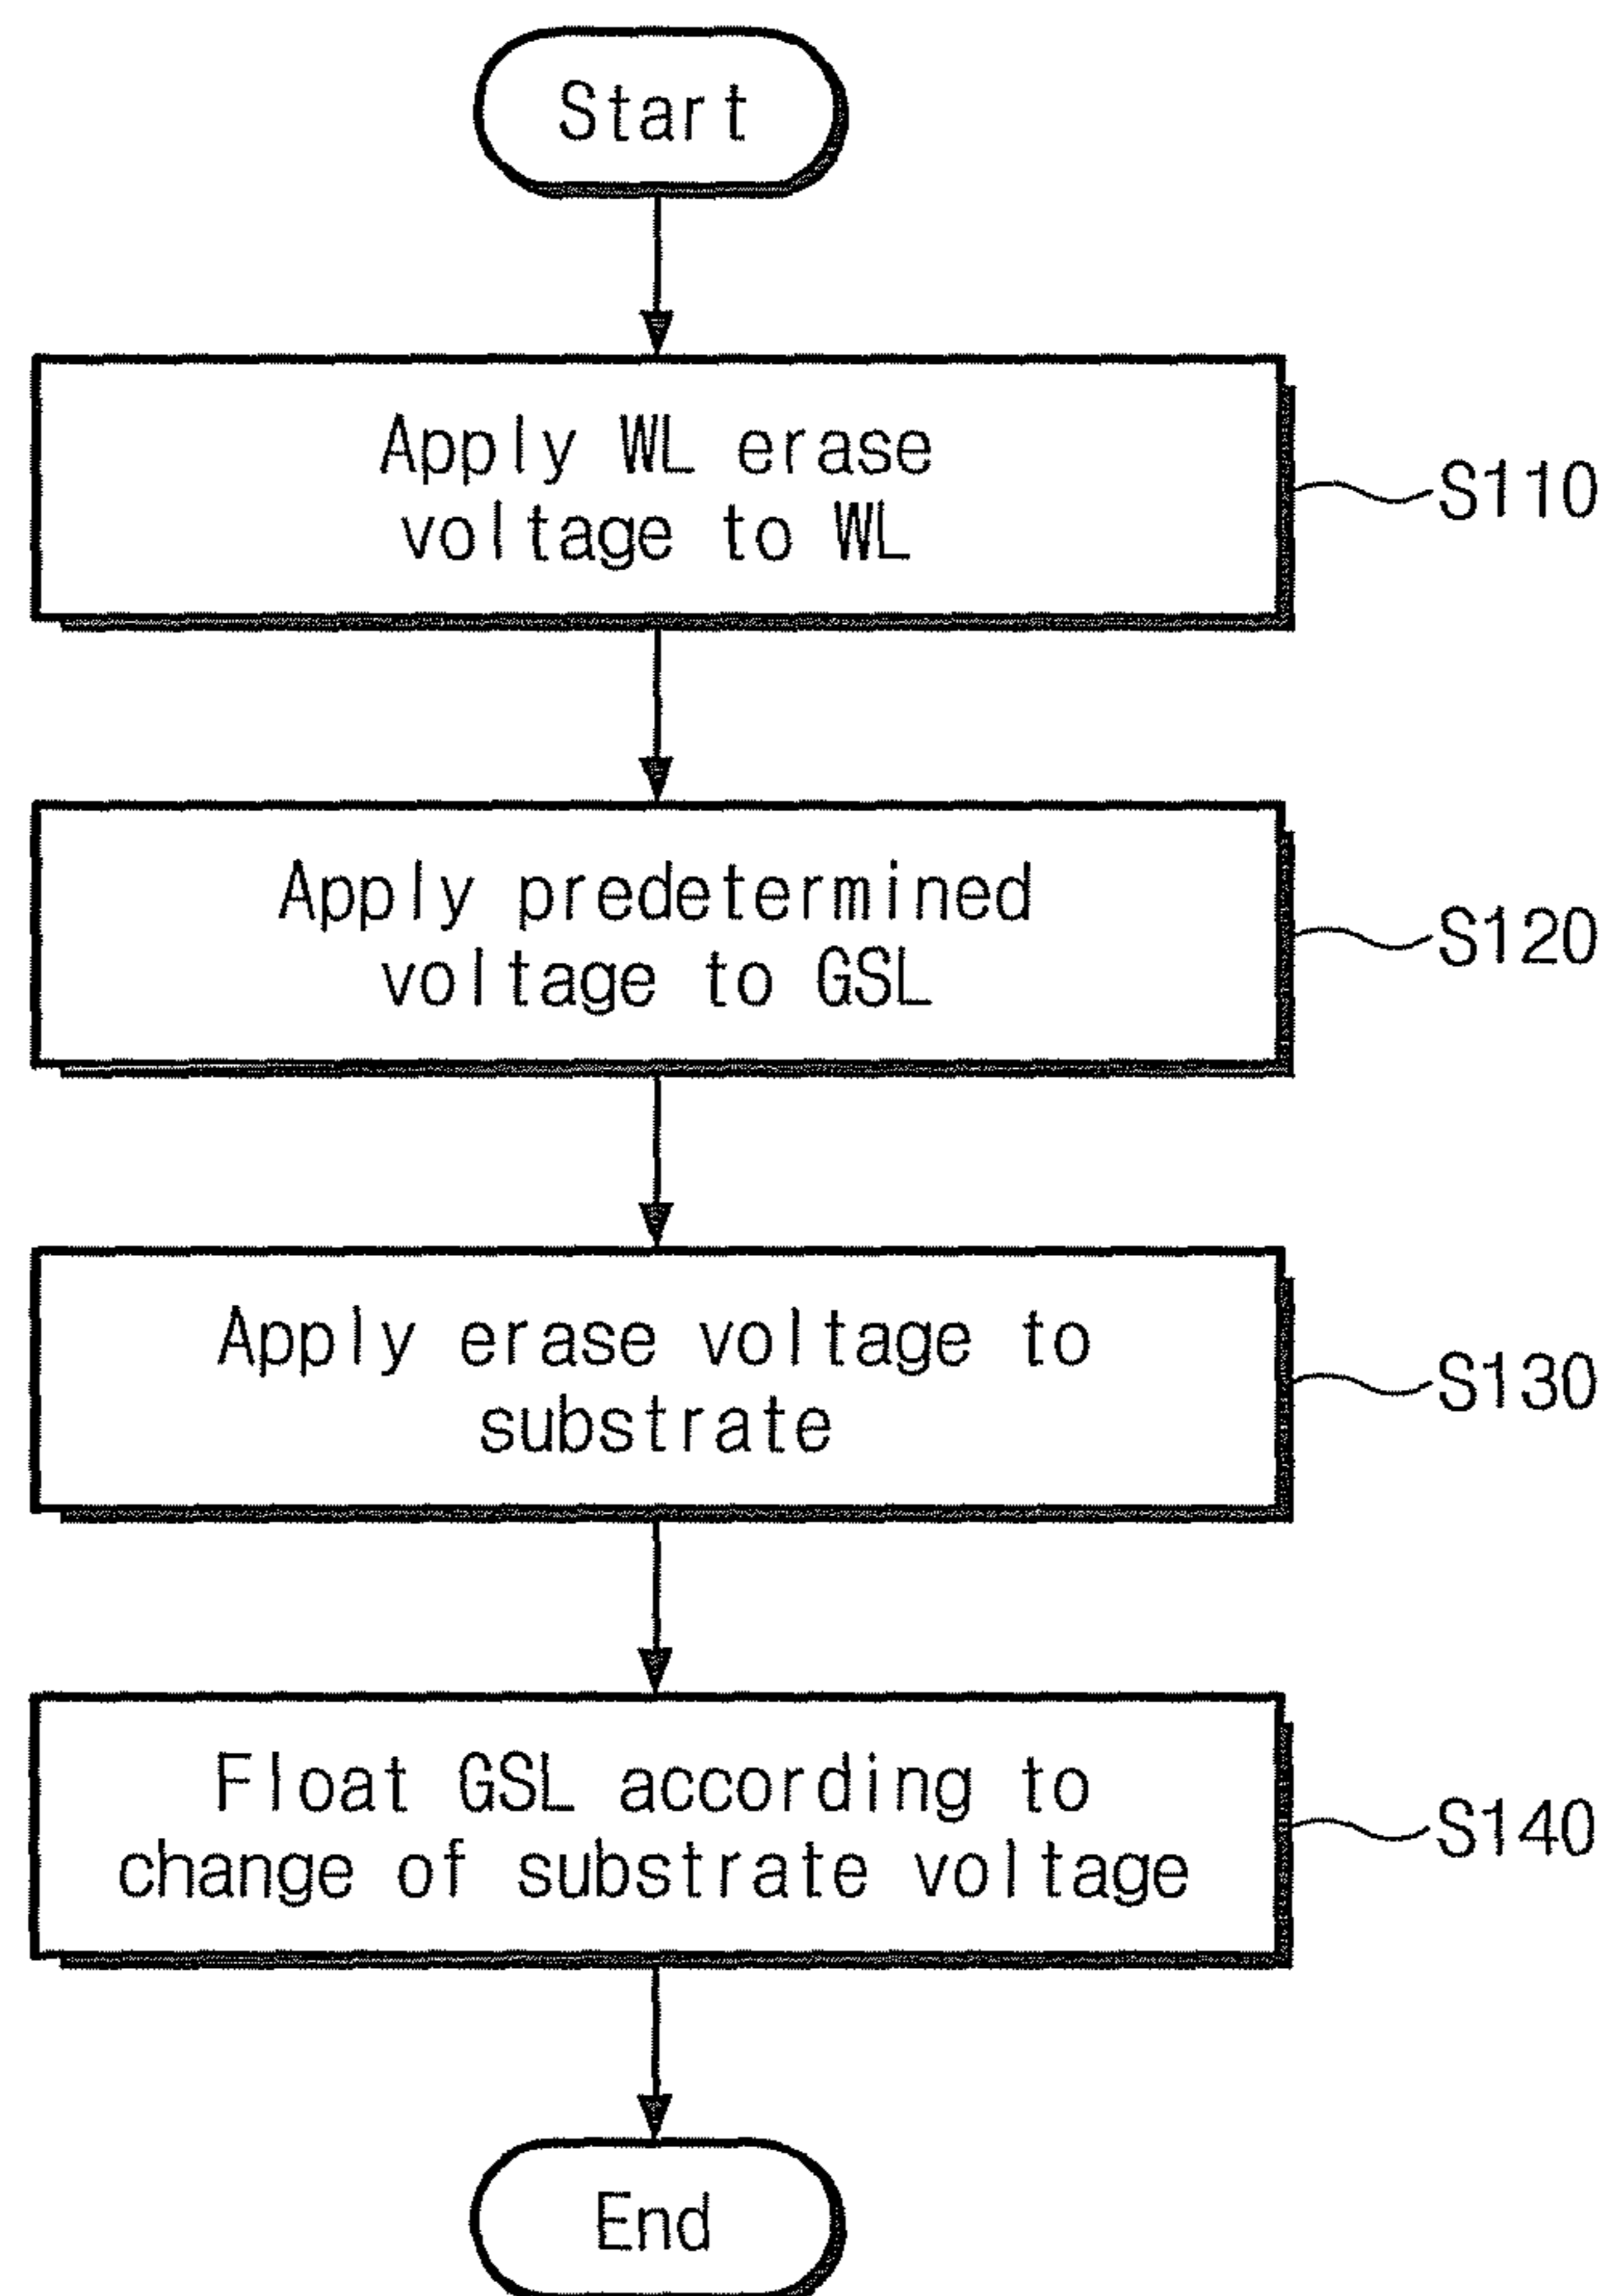 Start
Apply WL erase
voltage to WL
S110
Apply predetermined
voltage to GSL
S120
Apply erase voltage to
substrate
S130
Float GSL according to
change of substrate voltage
S140
End